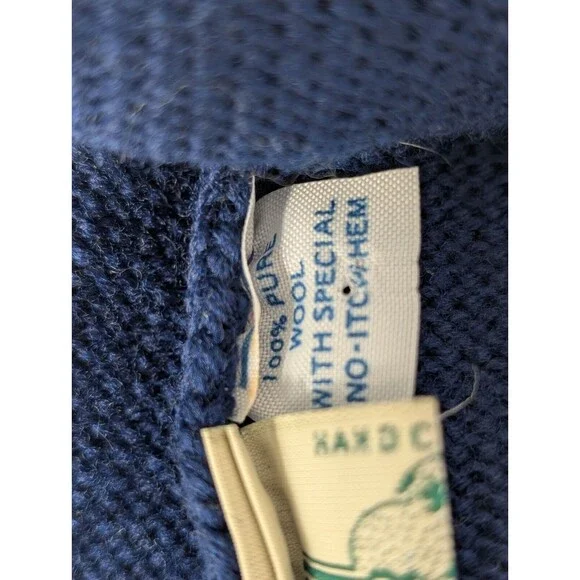 100% PURE
WOOL
WITH SPECIAL
NO-ITCH HEM